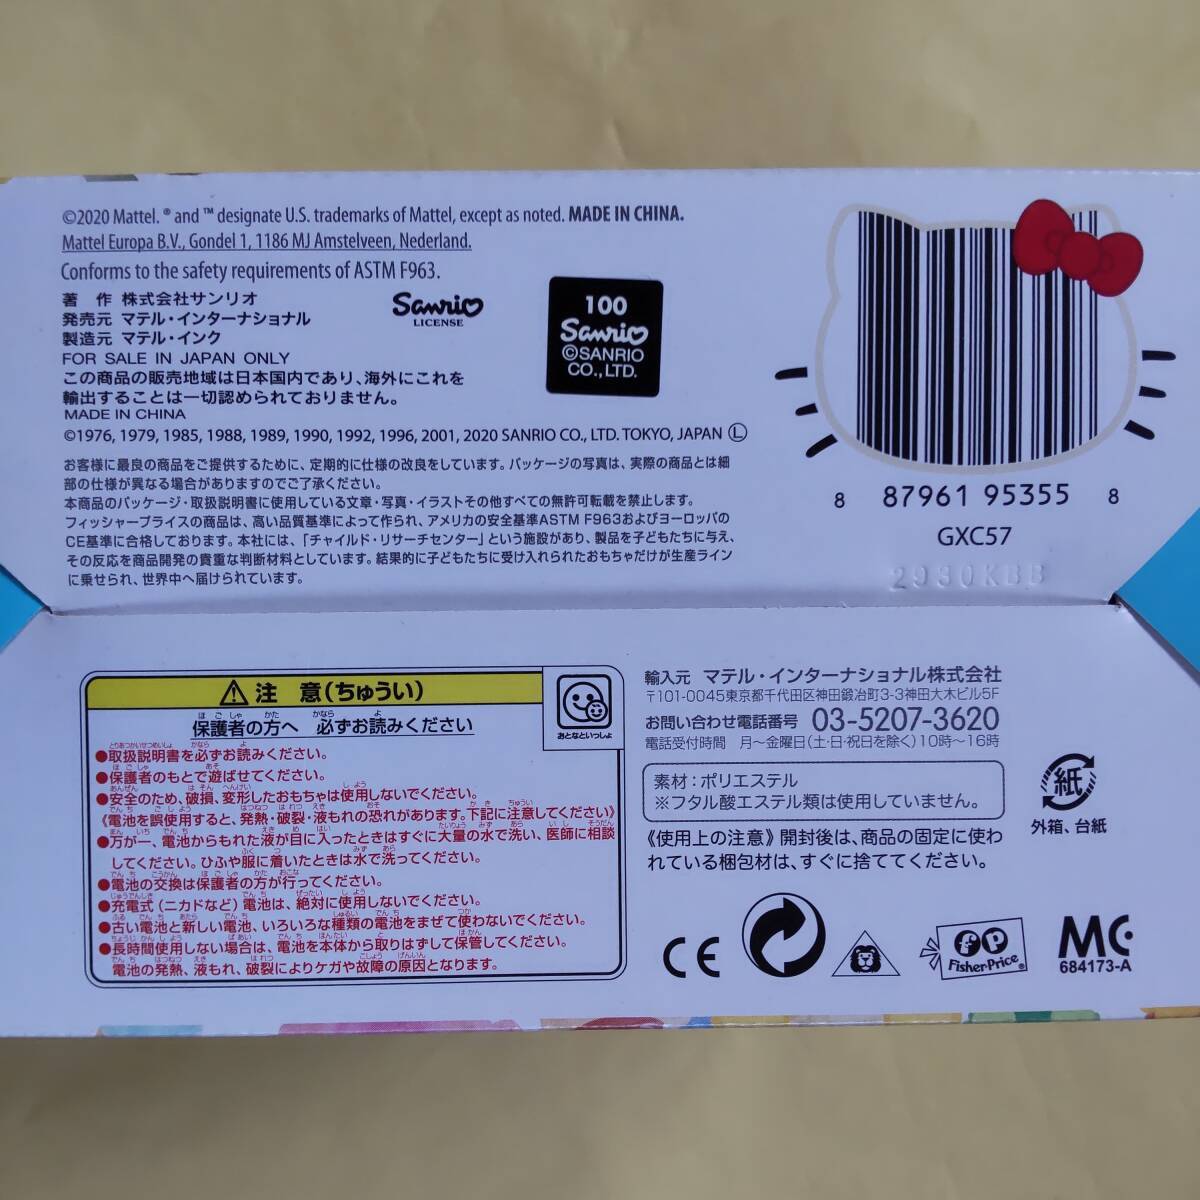 ©2020 Mattel. ® and ™ designate U.S. trademarks of Mattel, except as noted. MADE IN CHINA.
Mattel Europa B.V., Gondel 1, 1186 MJ Amstelveen, Nederland.
Conforms to the safety requirements of ASTM F963.
著 作 株式会社サンリオ
発売元 マテル・インターナショナル
製造元 マテル・インク
FOR SALE IN JAPAN ONLY
この商品の販売地域は日本国内であり、海外にこれを
輸出することは一切認められておりません。
MADE IN CHINA
Sanrio
LICENSE
100
Sanrio
©SANRIO
CO.,LTD.
©1976, 1979, 1985, 1988, 1989, 1990, 1992, 1996, 2001, 2020 SANRIO CO., LTD. TOKYO, JAPAN Ⓛ
お客様に最良の商品をご提供するために、定期的に仕様の改良をしています。パッケージの写真は、実際の商品とは細
部の仕様が異なる場合がありますのでご了承ください。
本商品のパッケージ・取扱説明書に使用している文章・写真・イラストその他すべての無許可転載を禁止します。
フィッシャープライスの商品は、高い品質基準によって作られ、アメリカの安全基準ASTM F963およびヨーロッパの
CE基準に合格しております。本社には、「チャイルド・リサーチセンター」という施設があり、製品を子どもたちに与え、
その反応を商品開発の貴重な判断材料としています。結果的に子どもたちに受け入れられたおもちゃだけが生産ライン
に乗せられ、世界中へ届けられています。
8 87961 95355 8
GXC57
2930KBB
注 意(ちゅうい)
保護者の方へ 必ずお読みください
おとなといっしょ
●取扱説明書を必ずお読みください。
●保護者のもとで遊ばせてください。
●安全のため、破損、変形したおもちゃは使用しないでください。
《電池を誤使用すると、発熱・破裂・液もれの恐れがあります。下記に注意してください》
●万が一、電池からもれた液が目に入ったときはすぐに大量の水で洗い、医師に相談
してください。ひふや服に着いたときは水で洗ってください。
●電池の交換は保護者の方が行ってください。
●充電式(ニカドなど)電池は、絶対に使用しないでください。
●古い電池と新しい電池、いろいろな種類の電池をまぜて使わないでください。
●長時間使用しない場合は、電池を本体から取りはずして保管してください。
電池の発熱、液もれ、破裂によりケガや故障の原因となります。
輸入元 マテル・インターナショナル株式会社
〒101-0045東京都千代田区神田鍛冶町3-3神田大木ビル5F
お問い合わせ電話番号 03-5207-3620
電話受付時間 月～金曜日(土・日・祝日を除く)10時～16時
素材：ポリエステル
※フタル酸エステル類は使用していません。
紙
外箱、台紙
《使用上の注意》開封後は、商品の固定に使わ
れている梱包材は、すぐに捨ててください。
CE
FP
Fisher-Price®
MC
684173-A